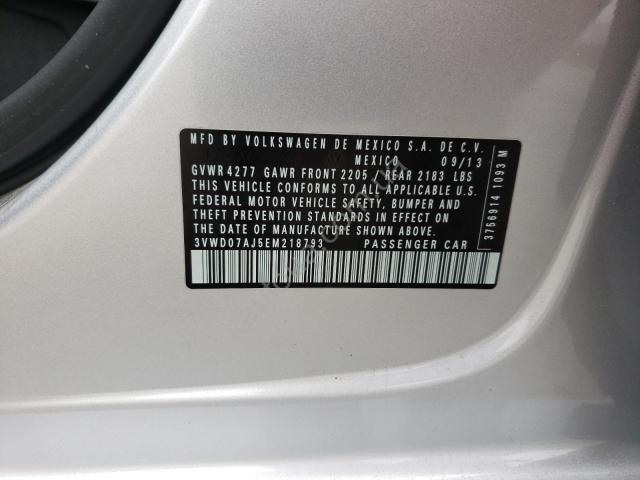 MFD BY VOLKSWAGEN DE MEXICO S.A. DE C.V.
MEXICO 09/13
GVWR 4277 GAWR FRONT 2205 / REAR 2183 LBS
THIS VEHICLE CONFORMS TO ALL APPLICABLE U.S.
FEDERAL MOTOR VEHICLE SAFETY, BUMPER AND
THEFT PREVENTION STANDARDS IN EFFECT ON
THE DATE OF MANUFACTURE SHOWN ABOVE.
3VWD07AJ5EM218793 PASSENGER CAR
3756914 1093 M